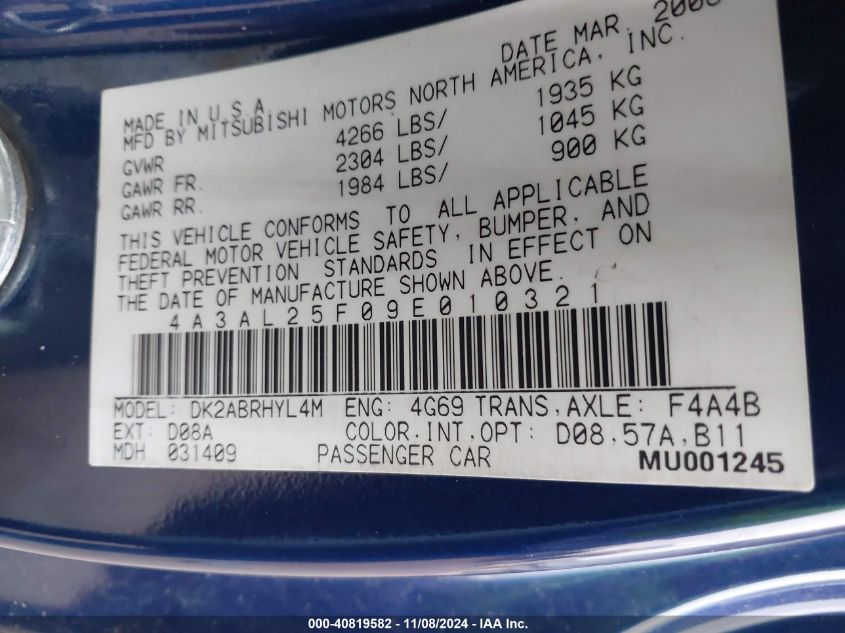 DATE MAR. 200
MADE IN U.S.A
MFD BY MITSUBISHI MOTORS NORTH AMERICA, INC.
GVWR 4266 LBS/ 1935 KG
GAWR FR. 2304 LBS/ 1045 KG
GAWR RR. 1984 LBS/ 900 KG
THIS VEHICLE CONFORMS TO ALL APPLICABLE
FEDERAL MOTOR VEHICLE SAFETY, BUMPER, AND
THEFT PREVENTION STANDARDS IN EFFECT ON
THE DATE OF MANUFACTURE SHOWN ABOVE.
4A3AL25F09E010321
MODEL: DK2ABRHYL4M ENG: 4G69 TRANS,AXLE: F4A4B
EXT: D08A COLOR,INT,OPT: D08,57A,B11
MDH 031409 PASSENGER CAR MU001245
000-40819582 - 11/08/2024 - IAA Inc.